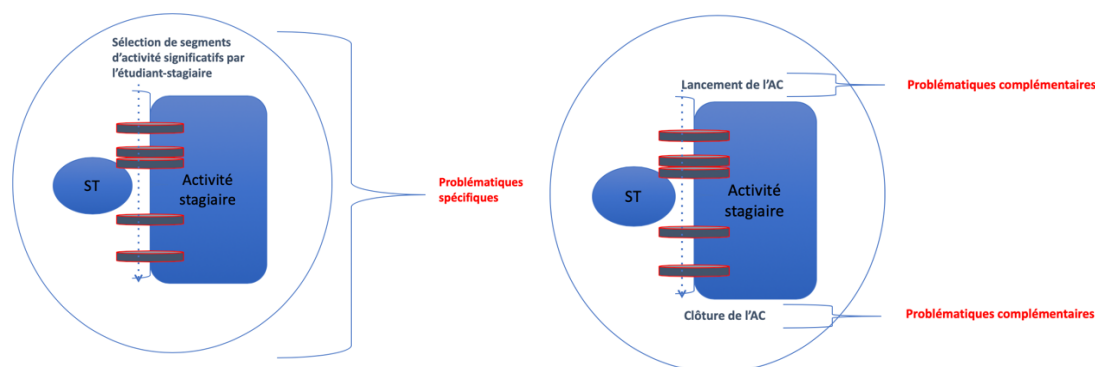 Sélection de segments
d'activité significatifs par
l'étudiant-stagiaire
ST
Activité
stagiaire
Problématiques
spécifiques
Lancement de l'AC
Problématiques complémentaires
ST
Activité
stagiaire
Clôture de l'AC
Problématiques complémentaires